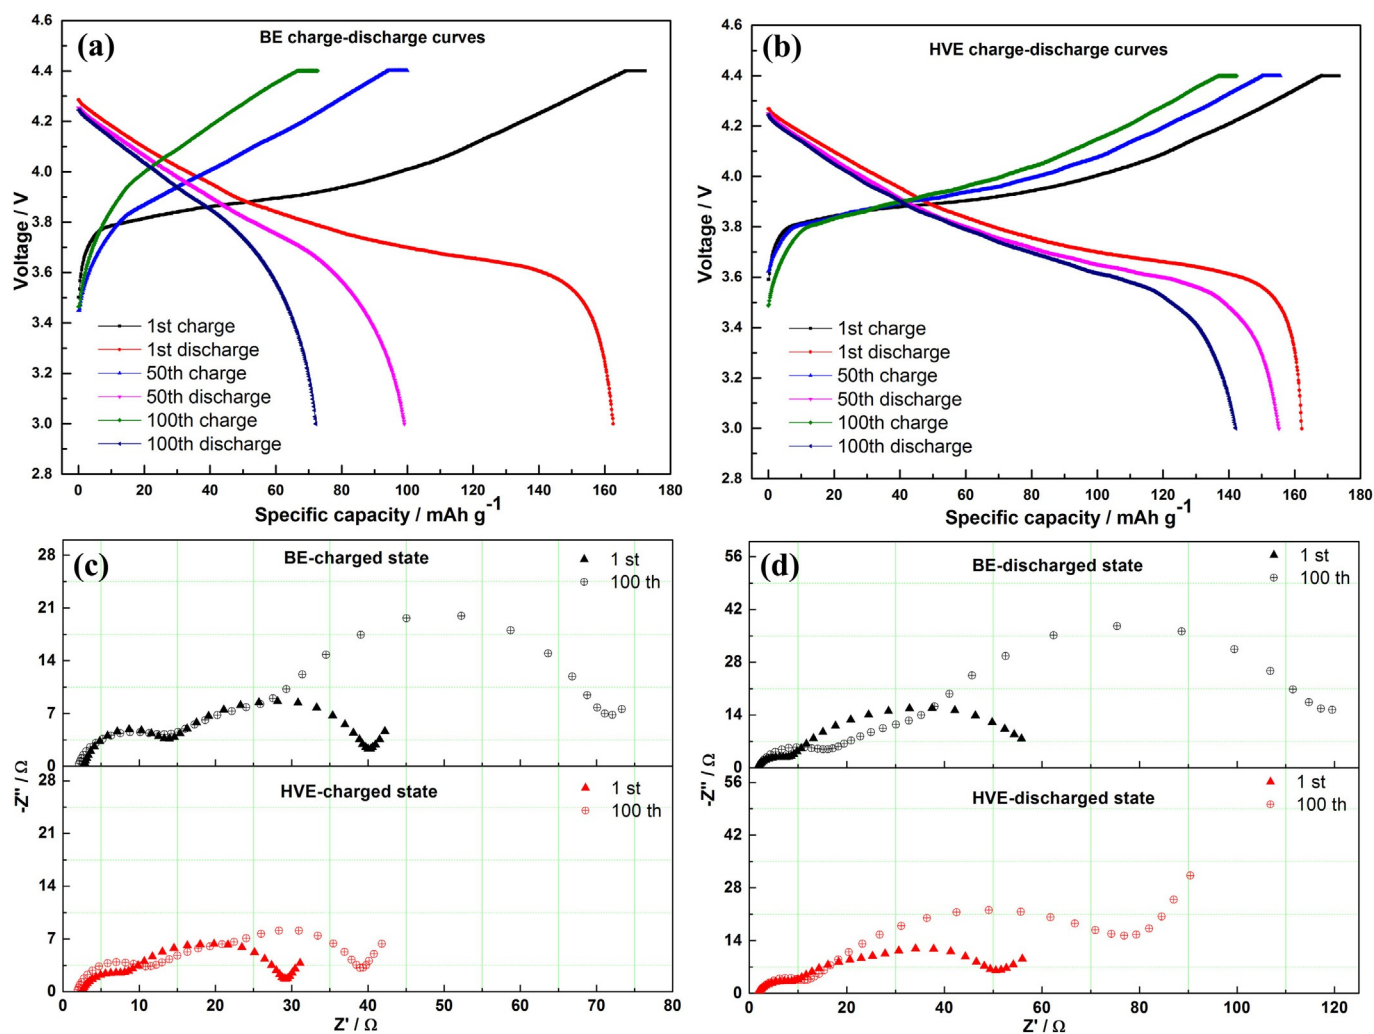 (a)
BE charge-discharge curves
4.6
4.4
4.2
4.0
3.8
3.6
3.4
3.2
3.0
2.8
Voltage / V
1st charge
1st discharge
50th charge
50th discharge
100th charge
100th discharge
0 20 40 60 80 100 120 140 160 180
Specific capacity / mAh g-1
(b)
HVE charge-discharge curves
4.6
4.4
4.2
4.0
3.8
3.6
3.4
3.2
3.0
2.8
Voltage / V
1st charge
1st discharge
50th charge
50th discharge
100th charge
100th discharge
0 20 40 60 80 100 120 140 160 180
Specific capacity / mAh g-1
(c)
BE-charged state
1 st
100 th
28
21
14
7
0
HVE-charged state
1 st
100 th
28
21
14
7
0
-Z'' / Ω
0 10 20 30 40 50 60 70 80
Z' / Ω
(d)
BE-discharged state
1 st
100 th
56
42
28
14
0
HVE-discharged state
1 st
100 th
56
42
28
14
0
-Z'' / Ω
0 20 40 60 80 100 120
Z' / Ω